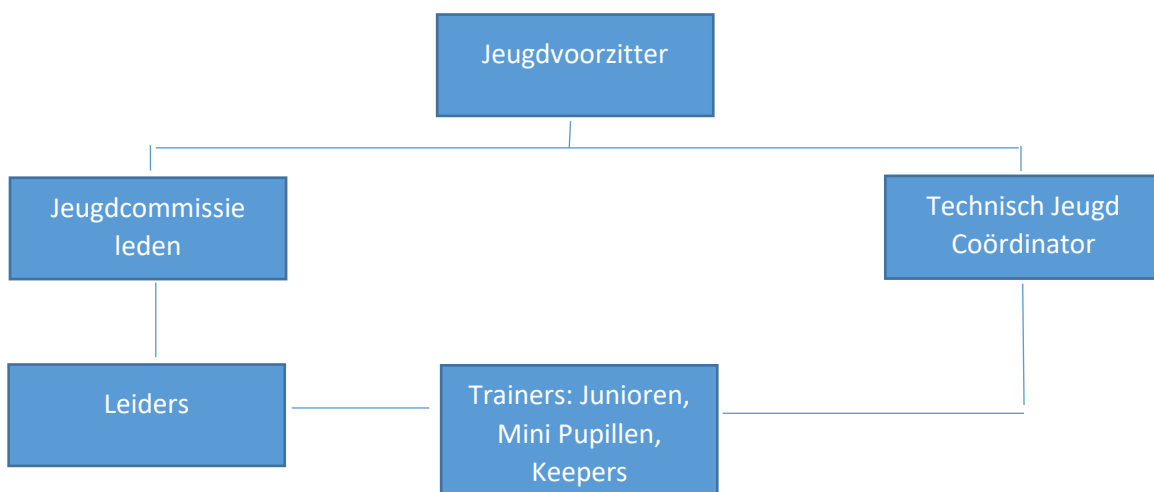 Jeugdvoorzitter
Jeugdcommissie
leden
Technisch Jeugd
Coördinator
Leiders
Trainers: Junioren,
Mini Pupillen,
Keepers